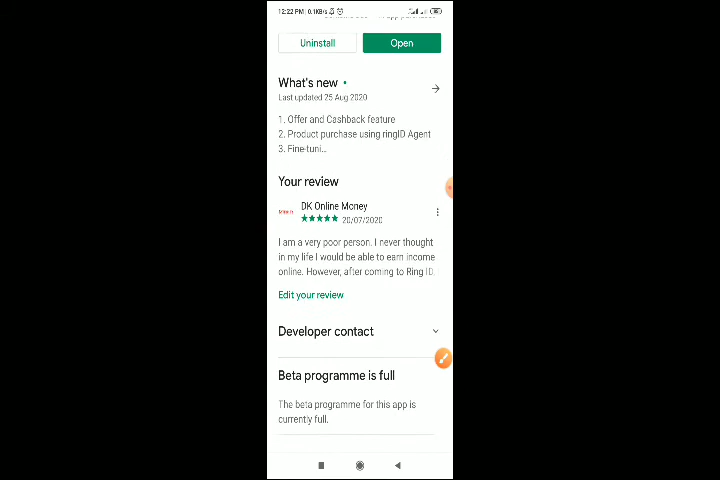 12:22 PM | 0.1KB/s
Uninstall
Open
What's new
Last updated 25 Aug 2020
1. Offer and Cashback feature
2. Product purchase using ringID Agent
3. Fine-tuni...
Your review
DK Online Money
20/07/2020
I am a very poor person. I never thought
in my life I would be able to earn income
online. However, after coming to Ring ID,
Edit your review
Developer contact
Beta programme is full
The beta programme for this app is
currently full.